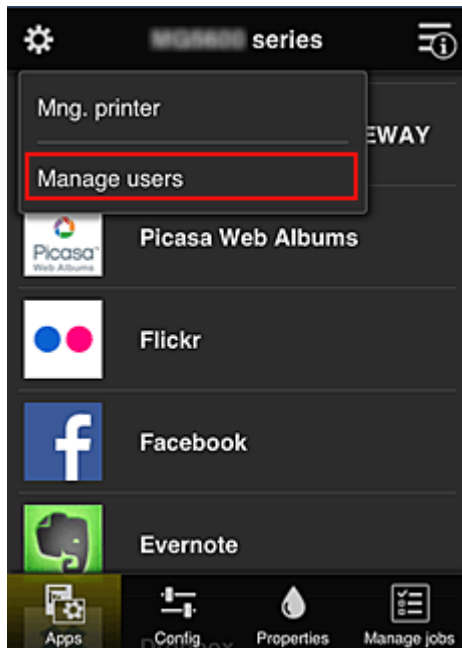 series
Mng. printer
EWAY
Manage users
Picasa
Web Albums
Picasa Web Albums
Flickr
f
Facebook
Evernote
Apps
Config
Properties
Manage jobs